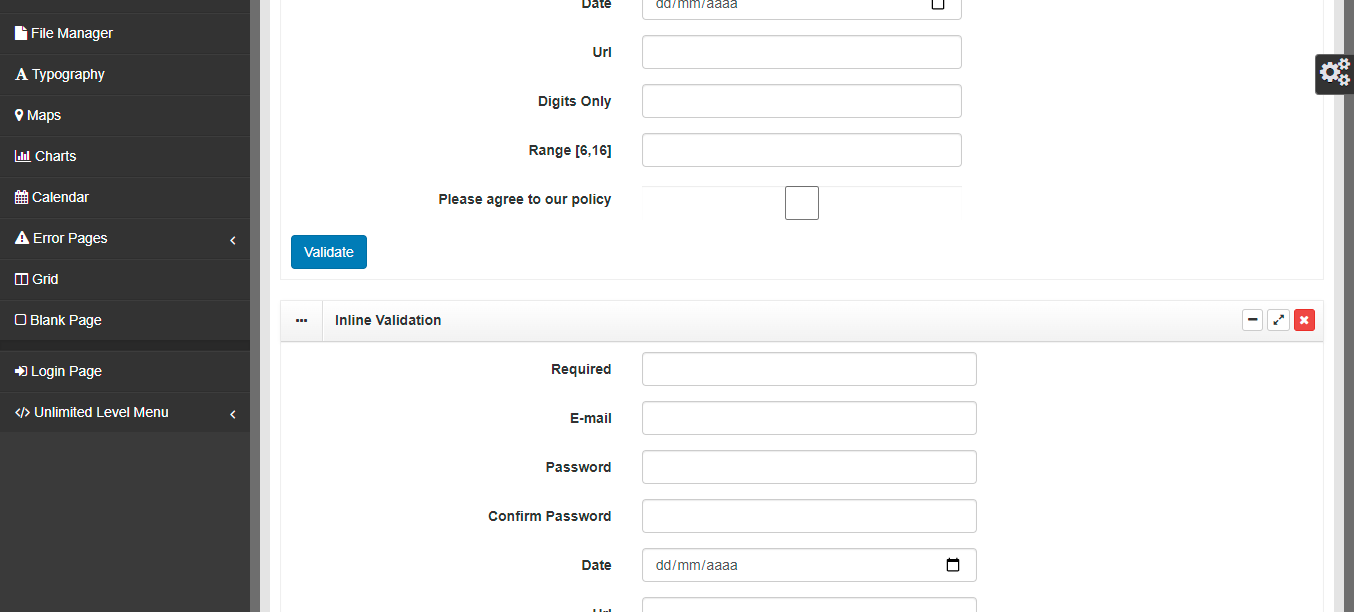 File Manager
Typography
Maps
Charts
Calendar
Error Pages
Grid
Blank Page
Login Page
Unlimited Level Menu
Date
dd/mm/aaaa
Url
Digits Only
Range [6,16]
Please agree to our policy
Validate
Inline Validation
Required
E-mail
Password
Confirm Password
Date
dd/mm/aaaa
Url